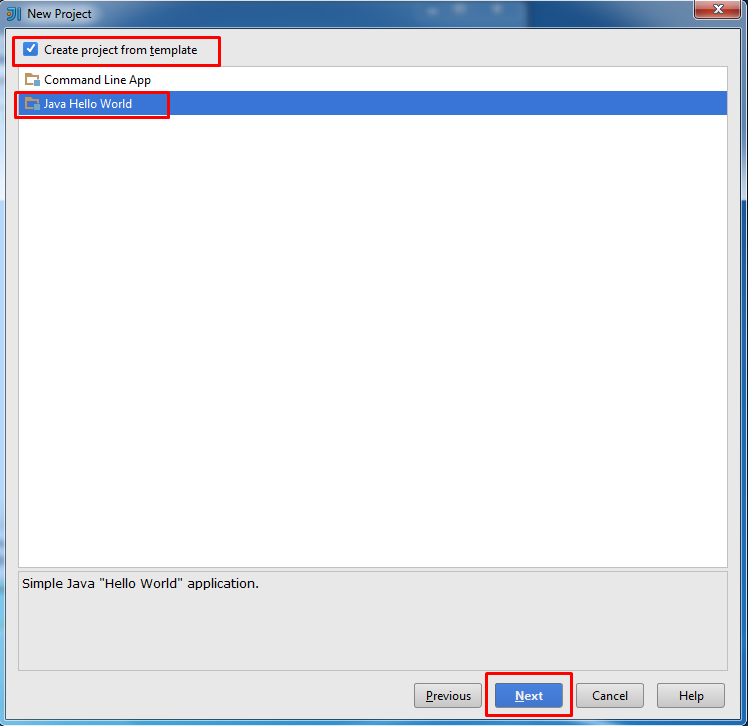 New Project
Create project from template
Command Line App
Java Hello World
Simple Java "Hello World" application.
Previous Next Cancel Help